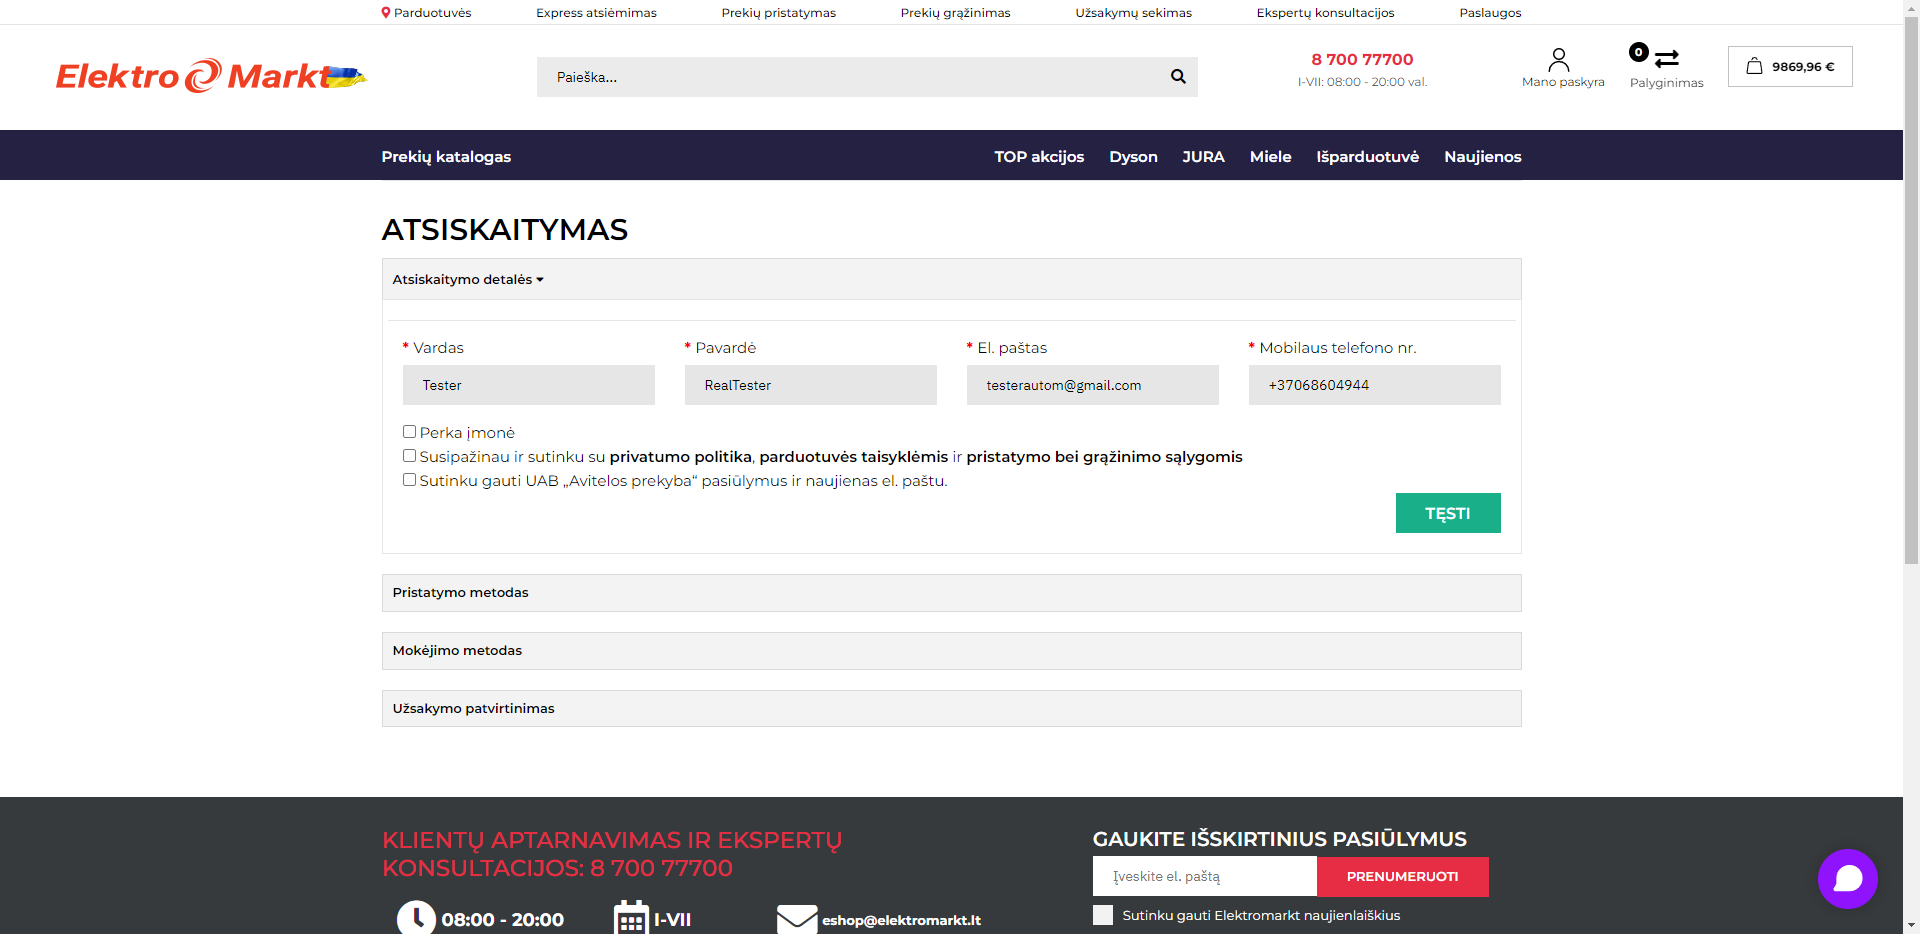 Parduotuvės Express atsiėmimas Prekių pristatymas Prekių grąžinimas Užsakymų sekimas Ekspertų konsultacijos Paslaugos
Elektro Markt
Paieška...
8 700 77700
I-VII: 08:00 - 20:00 val.
Mano paskyra
0
Palyginimas
9869,96 €
Prekių katalogas TOP akcijos Dyson JURA Miele Išparduotuvė Naujienos
ATSISKAITYMAS
Atsiskaitymo detalės
* Vardas * Pavardė * El. paštas * Mobilaus telefono nr.
Tester RealTester testerautom@gmail.com +37068604944
Perka įmonė
Susipažinau ir sutinku su privatumo politika, parduotuvės taisyklėmis ir pristatymo bei grąžinimo sąlygomis
Sutinku gauti UAB „Avitelos prekyba“ pasiūlymus ir naujienas el. paštu.
TĘSTI
Pristatymo metodas
Mokėjimo metodas
Užsakymo patvirtinimas
KLIENTŲ APTARNAVIMAS IR EKSPERTŲ
KONSULTACIJOS: 8 700 77700
08:00 - 20:00 I-VII eshop@elektromarkt.lt
GAUKITE IŠSKIRTINIUS PASIŪLYMUS
Įveskite el. paštą PRENUMERUOTI
Sutinku gauti Elektromarkt naujienlaiškius